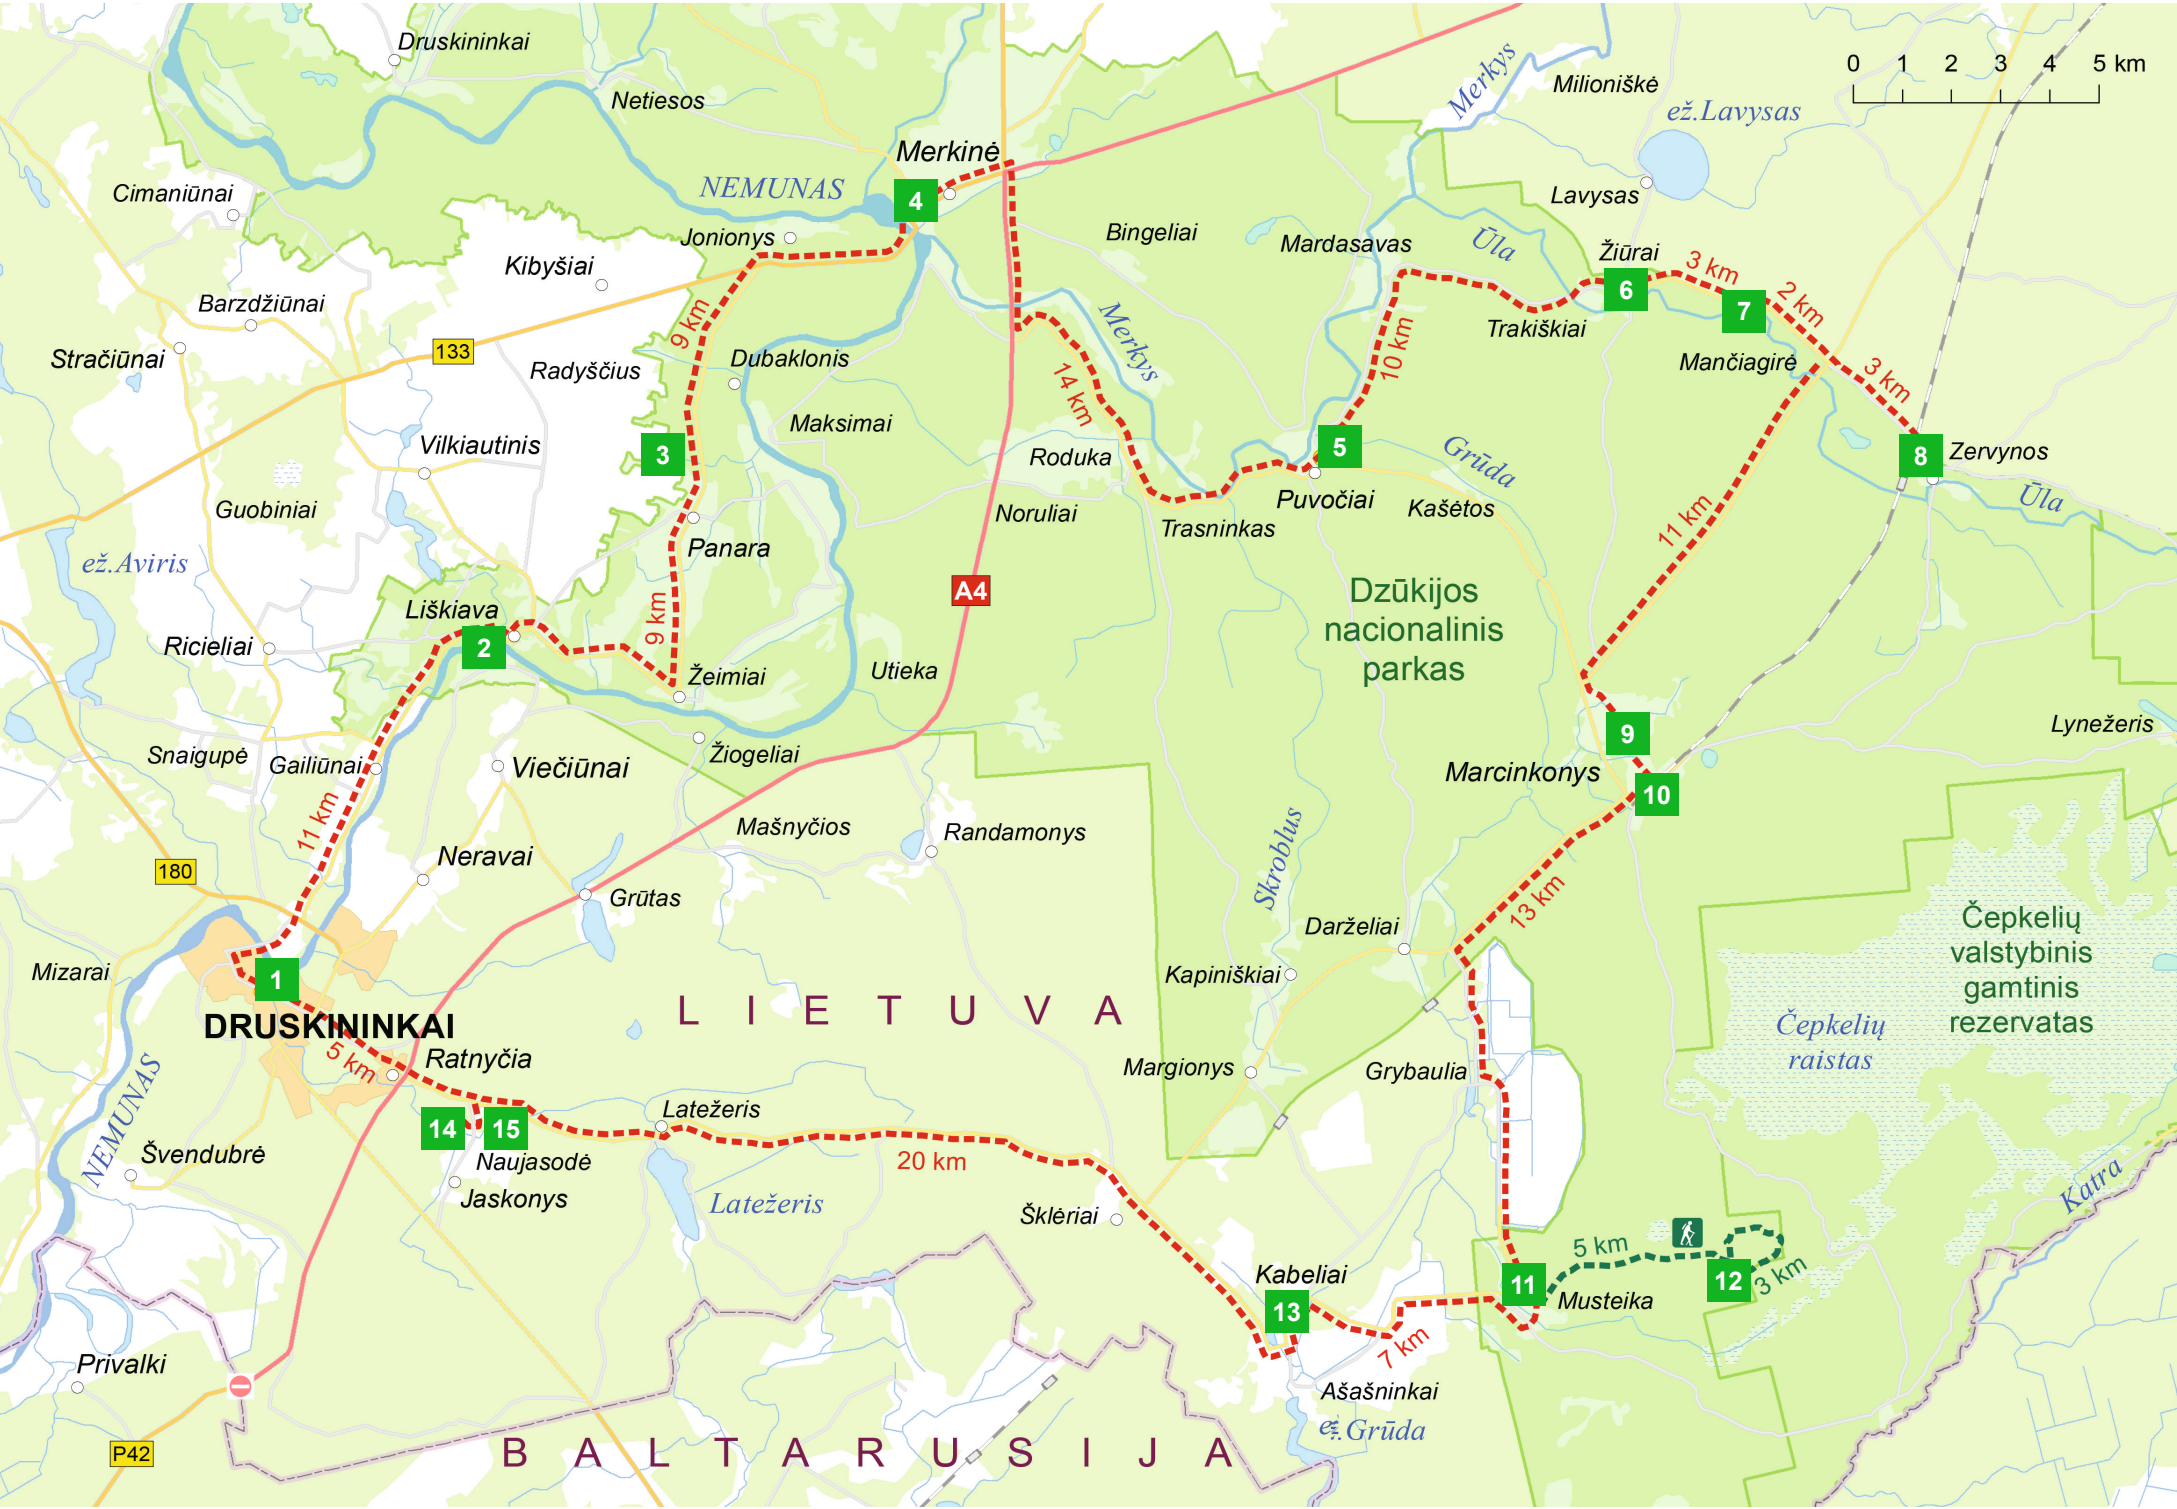 Druskininkai
Netiesos
Merkys
Milioniškė
0 1 2 3 4 5 km
ež.Lavysas
Merkinė
Cimaniūnai
NEMUNAS
4
Lavysas
Jonionys
Bingeliai
Mardasavas
Ūla
Žiūrai
Kibyšiai
3 km
6
2 km
Barzdžiūnai
9 km
7
Merkys
Trakiškiai
Stračiūnai
133
Radyščius
Dubaklonis
10 km
Mančiagirė
3 km
14 km
Maksimai
Vilkiautinis
3
Roduka
5
Grūda
8
Zervynos
Puvočiai
Kašėtos
Ūla
Guobiniai
Noruliai
Trasninkas
11 km
Panara
ež.Aviris
A4
Dzūkijos
nacionalinis
parkas
Liškiava
9 km
Ricieliai
2
Žeimiai
Utieka
Lynežeris
9
Snaigupė
Gailiūnai
Viečiūnai
Žiogeliai
Marcinkonys
10
11 km
Mašnyčios
Randamonys
Neravai
Skroblus
180
Grūtas
13 km
Darželiai
Čepkelių
valstybinis
gamtinis
rezervatas
Mizarai
1
Kapiniškiai
DRUSKININKAI
LIETUVA
Čepkelių
raistas
5 km
Ratnyčia
Margionys
Grybaulia
NEMUNAS
14
15
Latežeris
Švendubrė
Naujasodė
20 km
Katra
Jaskonys
Latežeris
Šklėriai
5 km
Kabeliai
11
12
3 km
13
Musteika
7 km
Privalki
Ašašninkai
ež.Grūda
P42
BALTARUSIJA